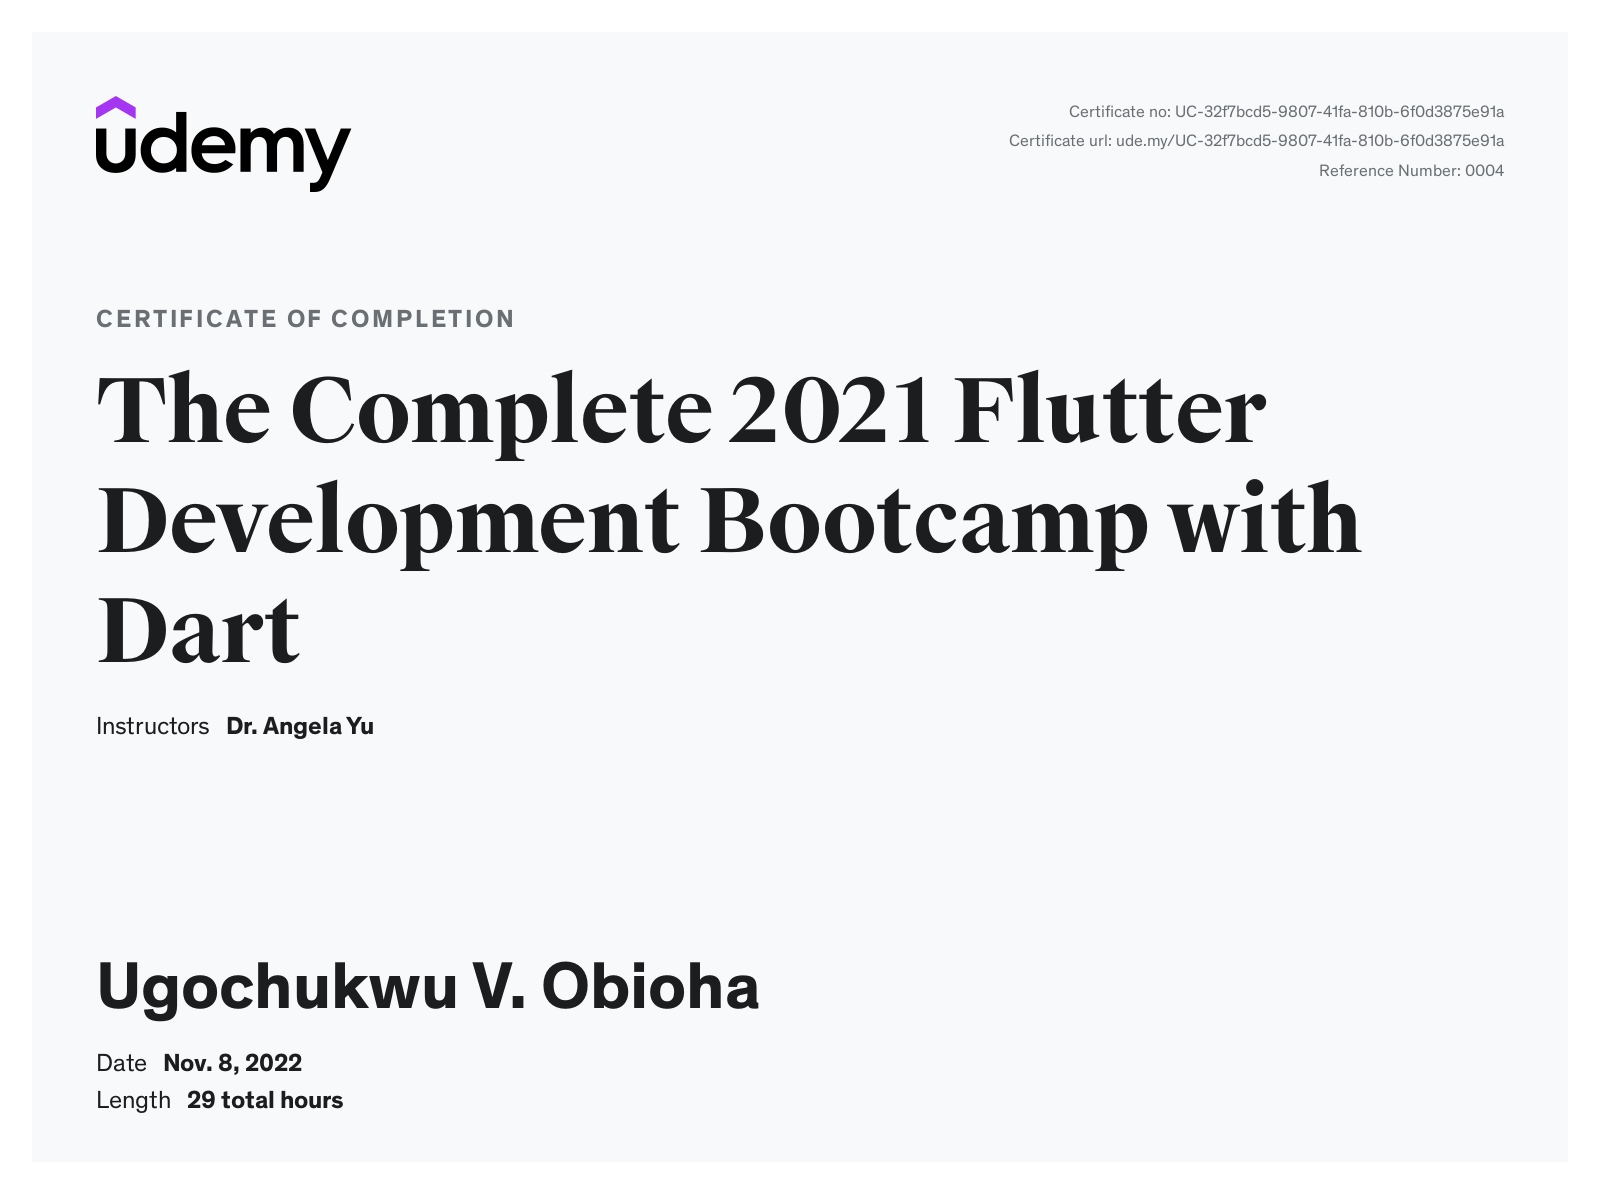 udemy
Certificate no: UC-32f7bcd5-9807-41fa-810b-6f0d3875e91a
Certificate url: ude.my/UC-32f7bcd5-9807-41fa-810b-6f0d3875e91a
Reference Number: 0004
CERTIFICATE OF COMPLETION
The Complete 2021 Flutter
Development Bootcamp with
Dart
Instructors Dr. Angela Yu
Ugochukwu V. Obioha
Date Nov. 8, 2022
Length 29 total hours